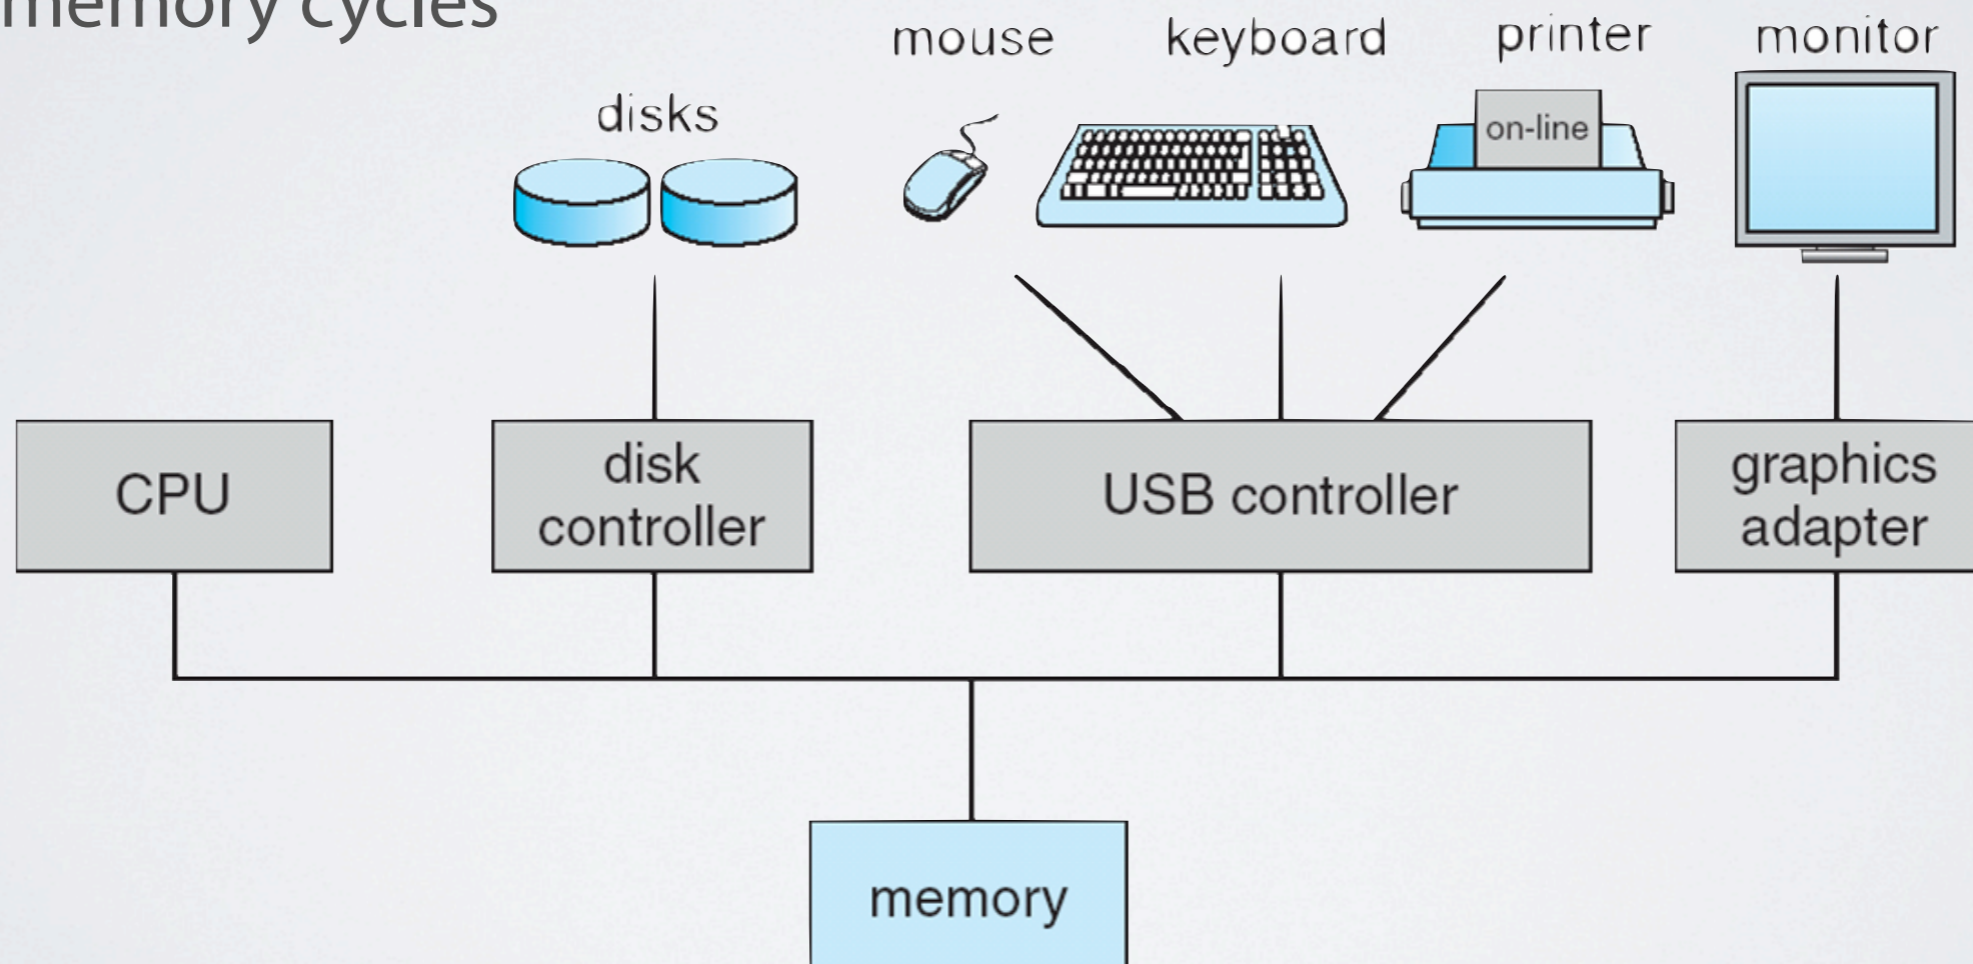 memory cycles
mouse
keyboard
printer
monitor
disks
on-line
CPU
disk
controller
USB controller
graphics
adapter
memory